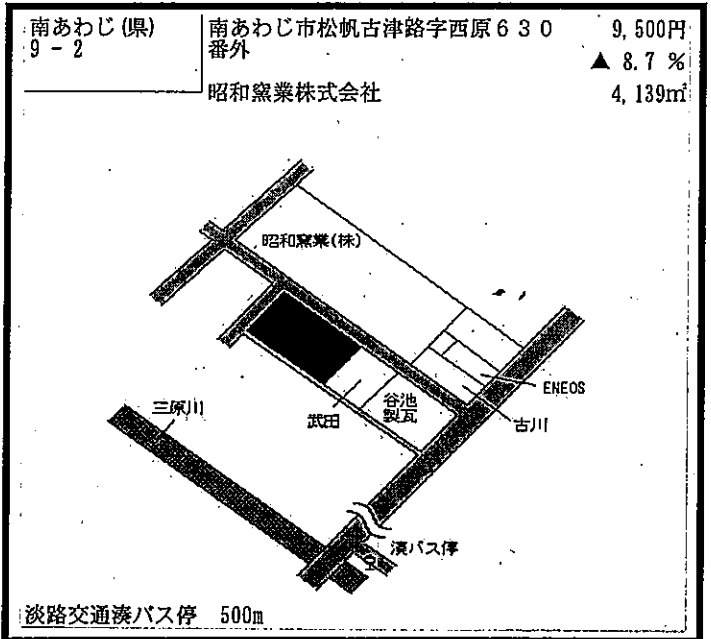 南あわじ(県)
9-2
南あわじ市松帆古津路字西原630
番外
昭和窯業株式会社
9,500円
▲ 8.7 %
4,139㎡
昭和窯業(株)
ENEOS
古川
谷池
製瓦
武田
三原川
湊バス停
淡路交通湊バス停 500m